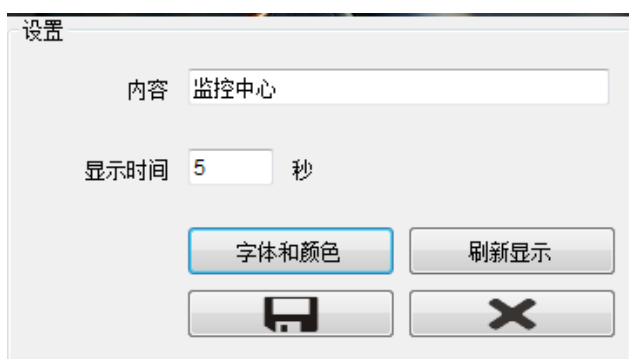 设置
内容 监控中心
显示时间 5 秒
字体和颜色 刷新显示